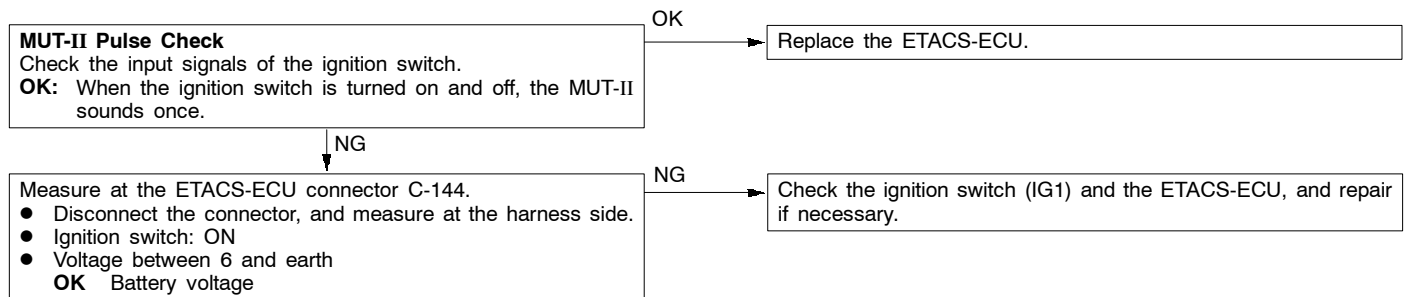 MUT-II Pulse Check
Check the input signals of the ignition switch.
OK: When the ignition switch is turned on and off, the MUT-II
sounds once.
OK
Replace the ETACS-ECU.
NG
Measure at the ETACS-ECU connector C-144.
● Disconnect the connector, and measure at the harness side.
● Ignition switch: ON
● Voltage between 6 and earth
OK Battery voltage
NG
Check the ignition switch (IG1) and the ETACS-ECU, and repair
if necessary.